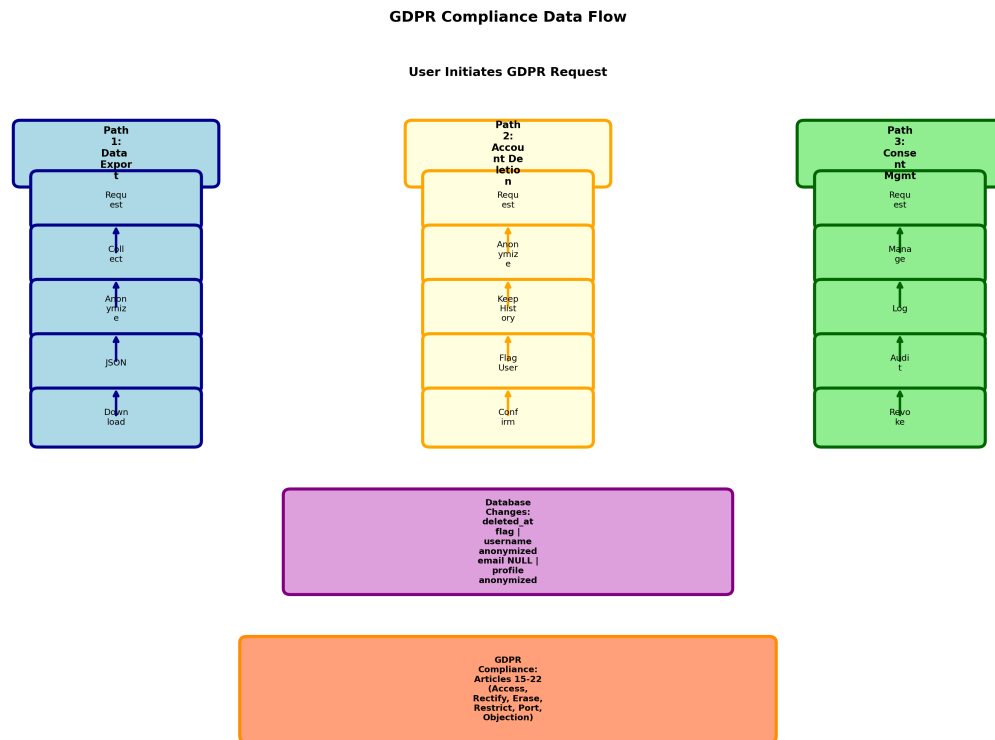 GDPR Compliance Data Flow
User Initiates GDPR Request
Path
1:
Data
Expor
t
Requ
est
Coll
ect
Anon
ymiz
e
JSON
Down
load
Path
2:
Accou
nt De
letio
n
Requ
est
Anon
ymiz
e
Keep
Hist
ory
Flag
User
Conf
irm
Path
3:
Conse
nt
Mgmt
Requ
est
Mana
ge
Log
Audi
t
Revo
ke
Database
Changes:
deleted_at
flag |
username
anonymized
email NULL |
profile
anonymized
GDPR
Compliance:
Articles 15-22
(Access,
Rectify, Erase,
Restrict, Port,
Objection)